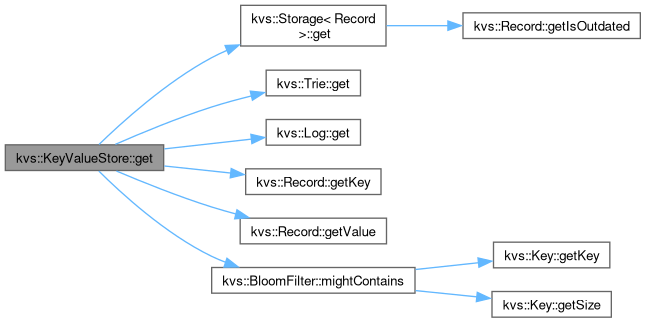 kvs::KeyValueStore::get
kvs::Storage< Record
>::get
kvs::Record::getIsOutdated
kvs::Trie::get
kvs::Log::get
kvs::Record::getKey
kvs::Record::getValue
kvs::BloomFilter::mightContains
kvs::Key::getKey
kvs::Key::getSize